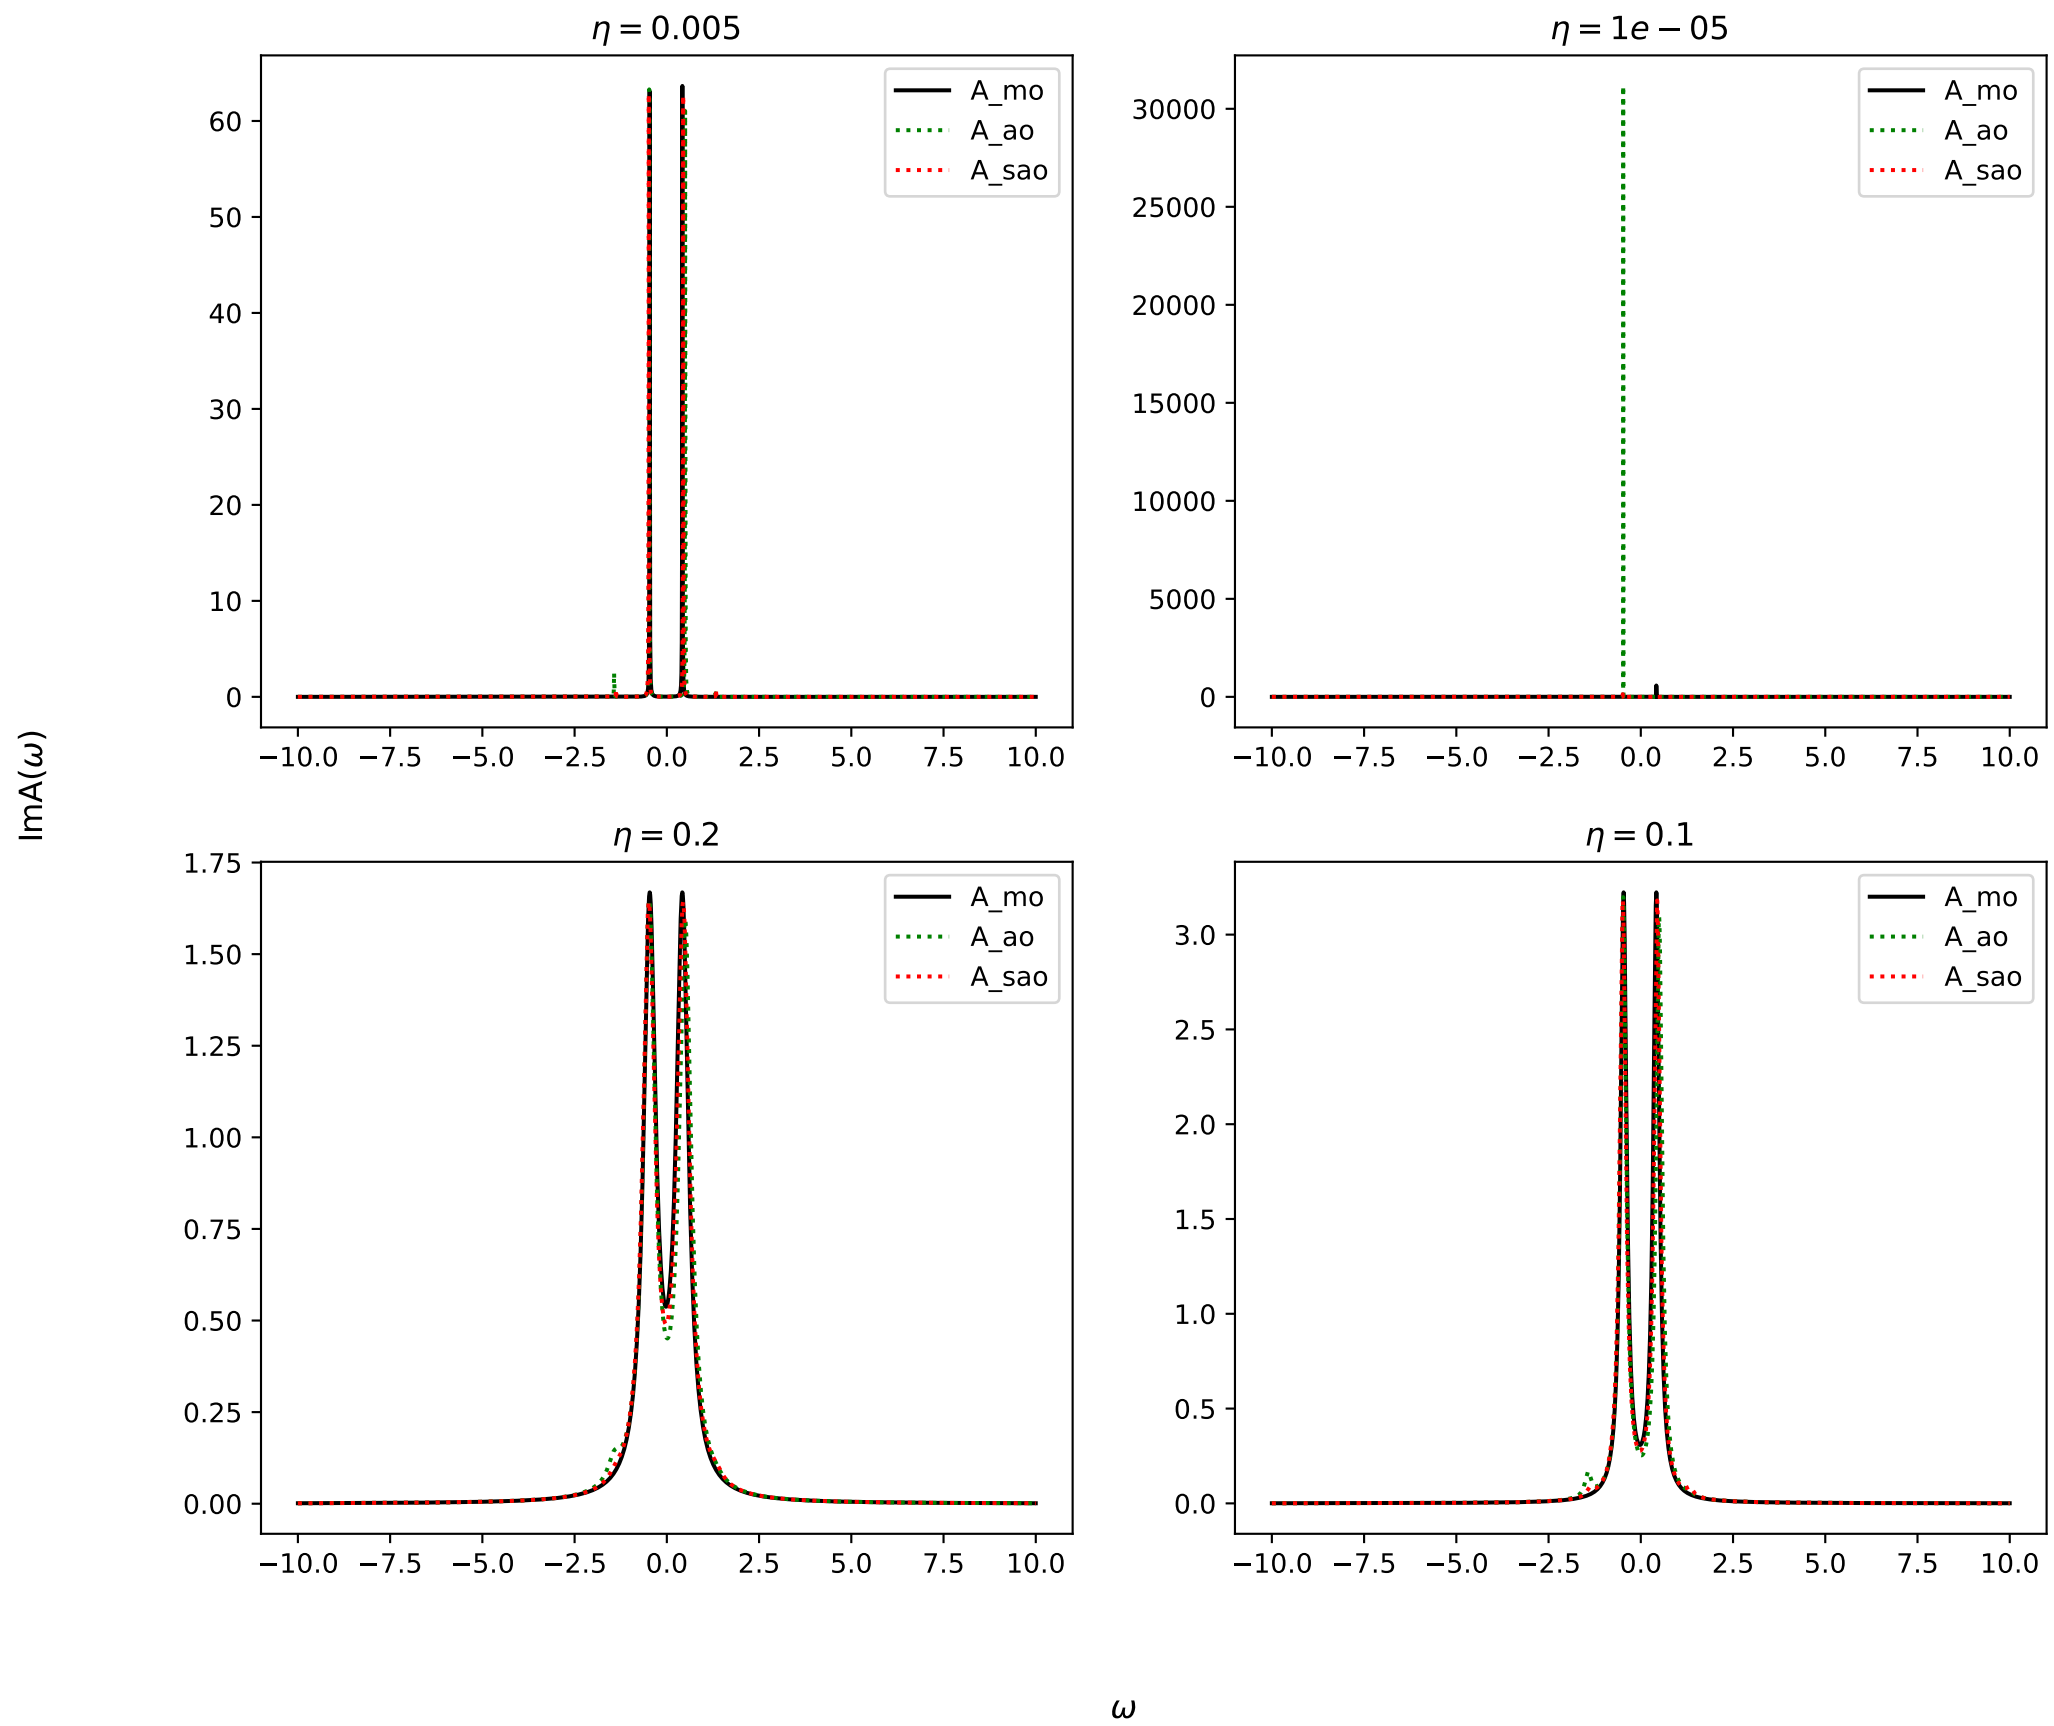 η = 0.005
60
50
40
30
20
10
0
−10.0 −7.5 −5.0 −2.5 0.0 2.5 5.0 7.5 10.0
A_mo
A_ao
A_sao
η = 1e − 05
30000
25000
20000
15000
10000
5000
0
−10.0 −7.5 −5.0 −2.5 0.0 2.5 5.0 7.5 10.0
A_mo
A_ao
A_sao
ImA(ω)
η = 0.2
1.75
1.50
1.25
1.00
0.75
0.50
0.25
0.00
−10.0 −7.5 −5.0 −2.5 0.0 2.5 5.0 7.5 10.0
A_mo
A_ao
A_sao
η = 0.1
3.0
2.5
2.0
1.5
1.0
0.5
0.0
−10.0 −7.5 −5.0 −2.5 0.0 2.5 5.0 7.5 10.0
A_mo
A_ao
A_sao
ω